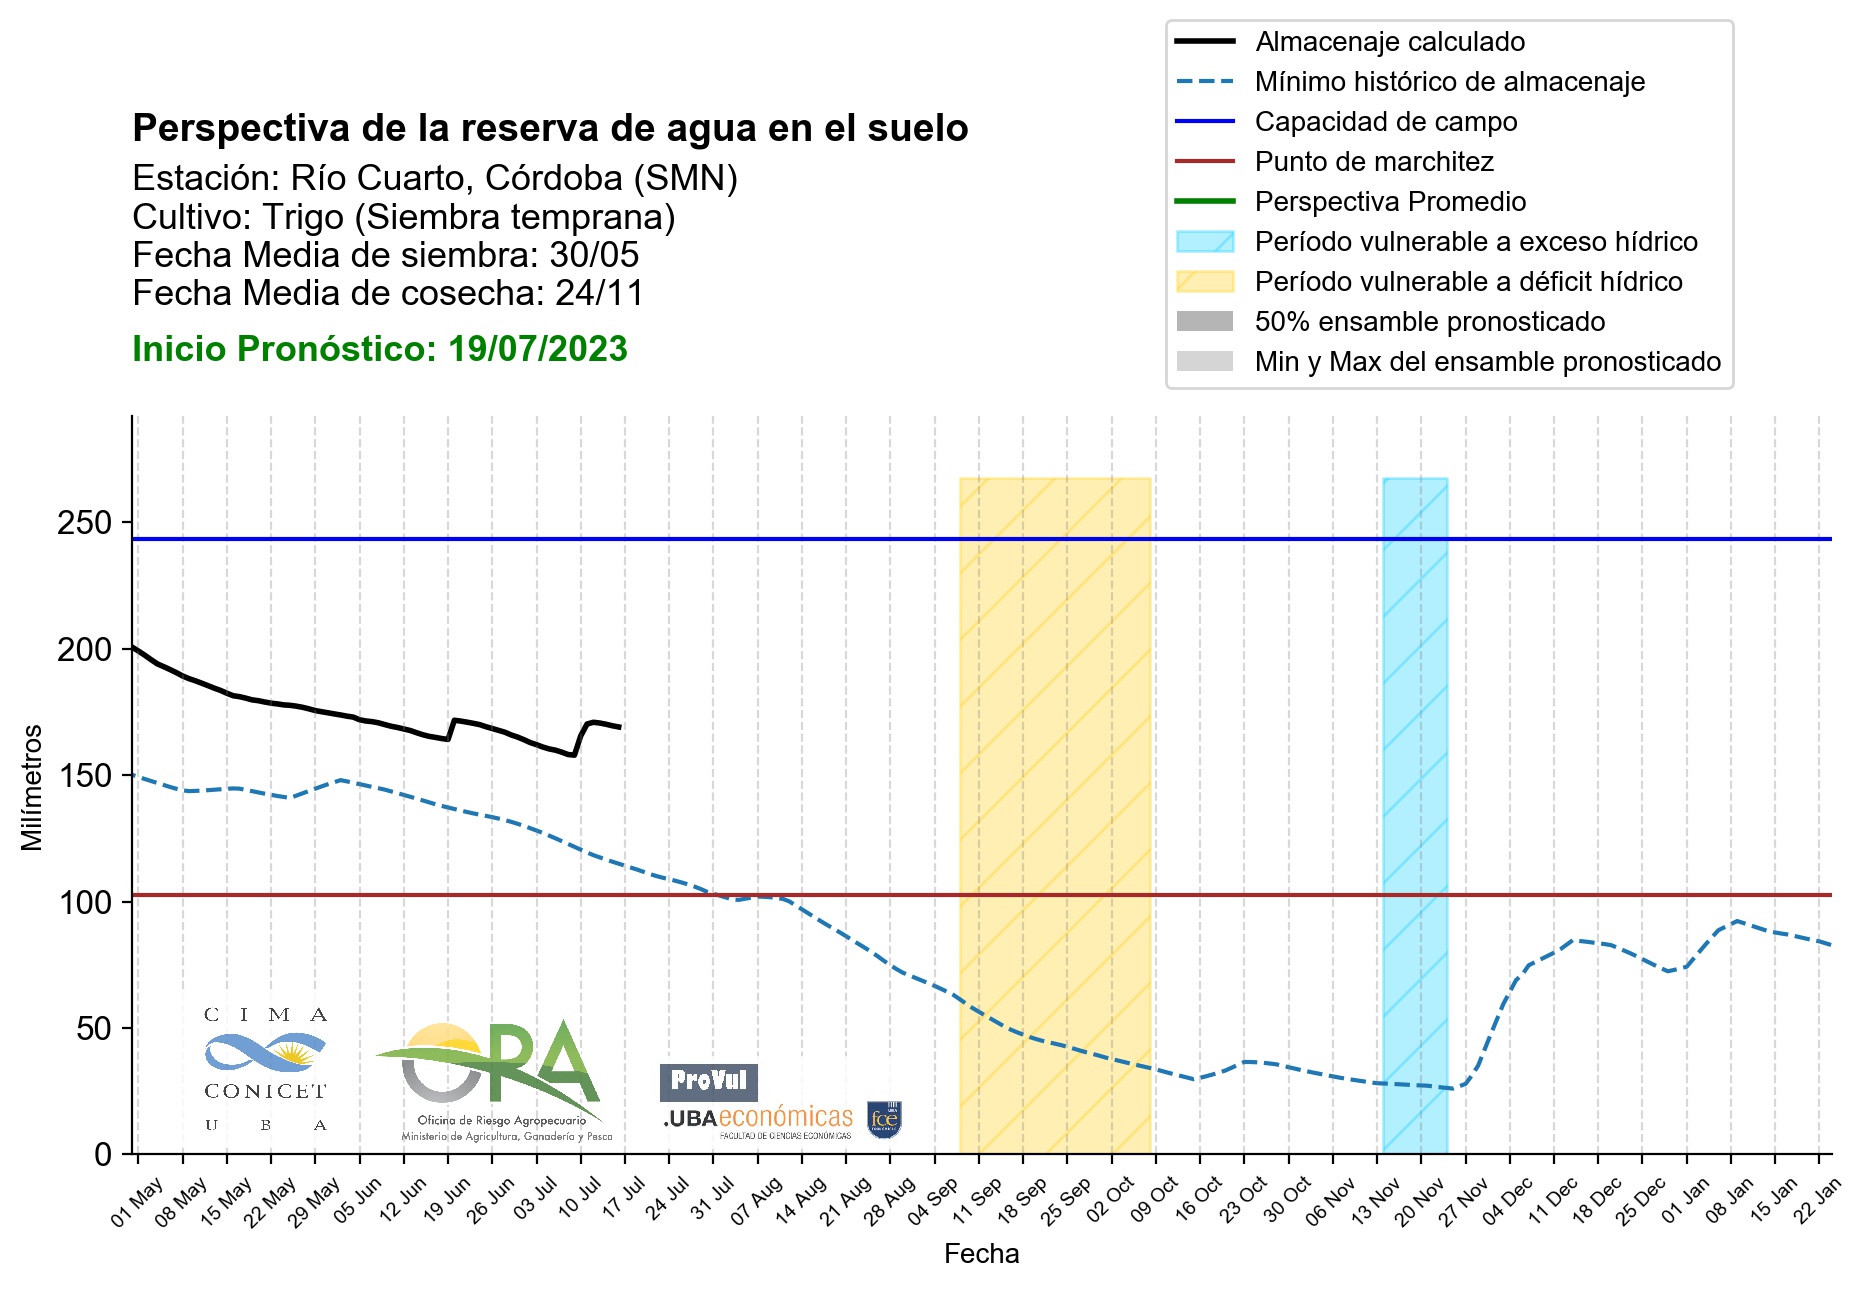 Almacenaje calculado
Mínimo histórico de almacenaje
Capacidad de campo
Punto de marchitez
Perspectiva Promedio
Período vulnerable a exceso hídrico
Período vulnerable a déficit hídrico
50% ensamble pronosticado
Min y Max del ensamble pronosticado
Perspectiva de la reserva de agua en el suelo
Estación: Río Cuarto, Córdoba (SMN)
Cultivo: Trigo (Siembra temprana)
Fecha Media de siembra: 30/05
Fecha Media de cosecha: 24/11
Inicio Pronóstico: 19/07/2023
250
200
150
100
50
0
Milímetros
CIMA
CONICET
UBA
ORA
Oficina de Riesgo Agropecuario
Ministerio de Agricultura, Ganadería y Pesca
ProVul
.UBAeconómicas
FACULTAD DE CIENCIAS ECONÓMICAS
fce
01 May
08 May
15 May
22 May
29 May
05 Jun
12 Jun
19 Jun
26 Jun
03 Jul
10 Jul
17 Jul
24 Jul
31 Jul
07 Aug
14 Aug
21 Aug
28 Aug
04 Sep
11 Sep
18 Sep
25 Sep
02 Oct
09 Oct
16 Oct
23 Oct
30 Oct
06 Nov
13 Nov
20 Nov
27 Nov
04 Dec
11 Dec
18 Dec
25 Dec
01 Jan
08 Jan
15 Jan
22 Jan
Fecha